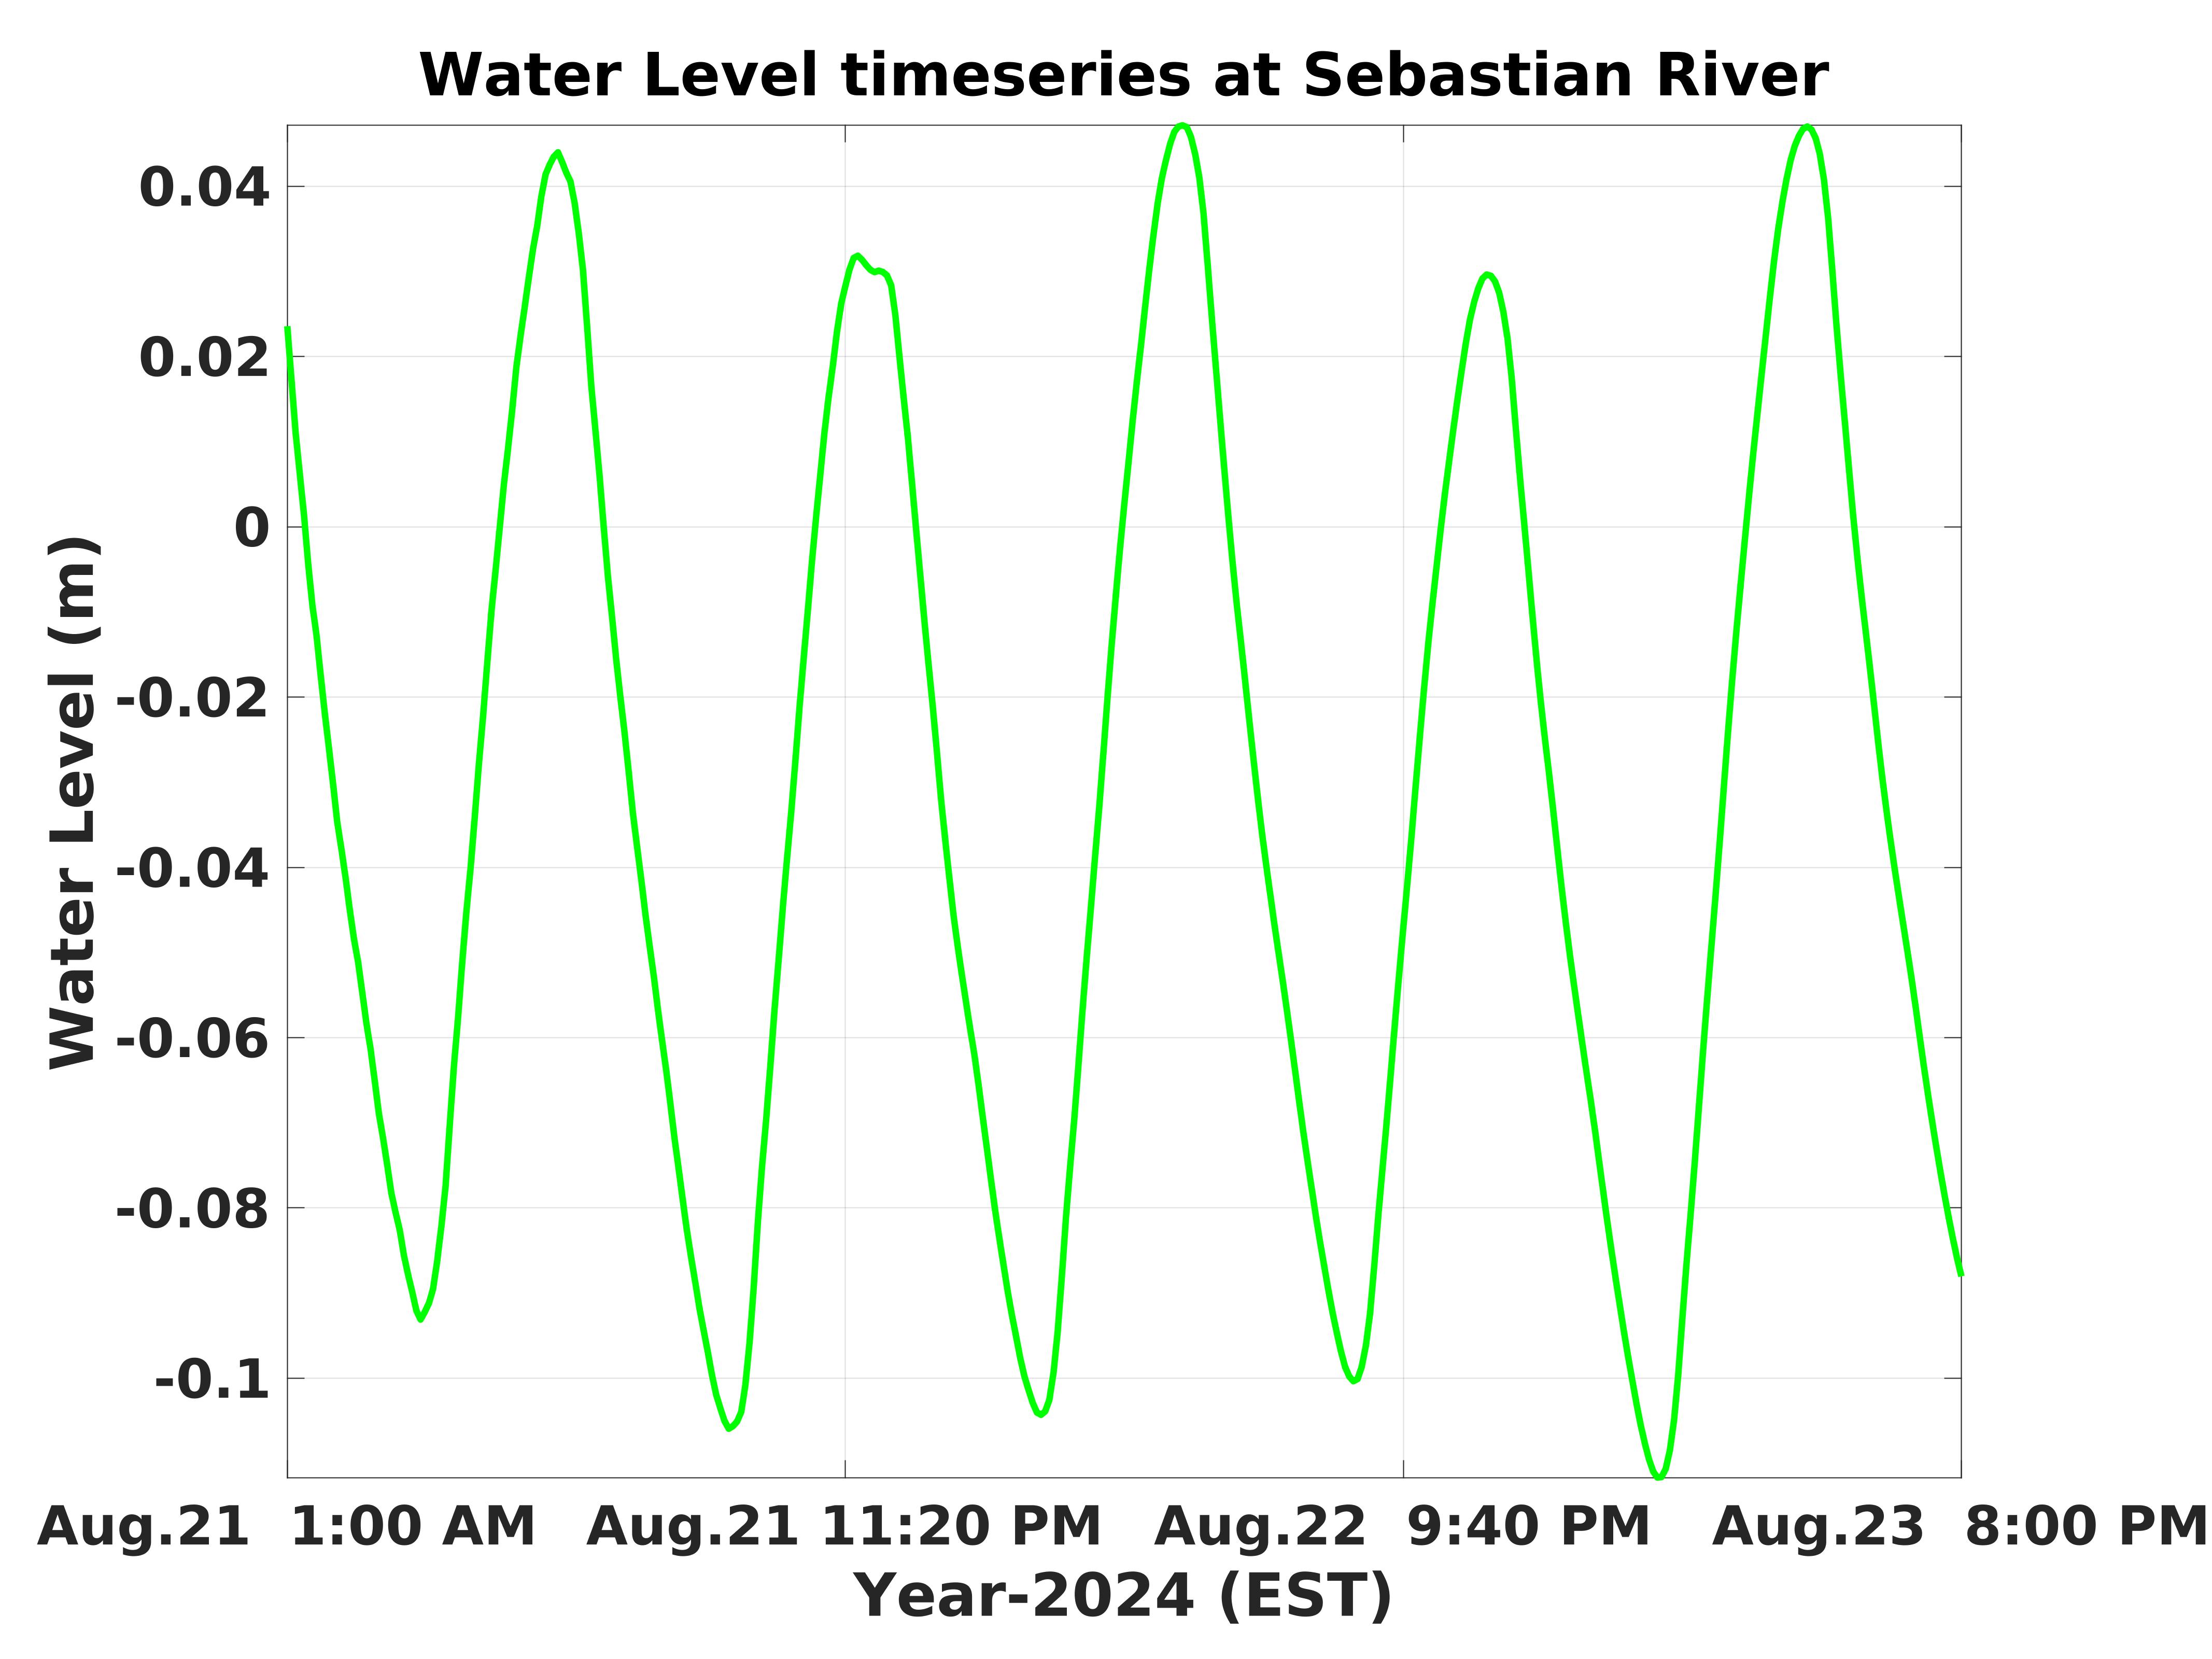 Water Level timeseries at Sebastian River
0.04
0.02
0
-0.02
-0.04
-0.06
-0.08
-0.1
Water Level (m)
Aug.21 1:00 AM
Aug.21 11:20 PM
Aug.22 9:40 PM
Aug.23 8:00 PM
Year-2024 (EST)